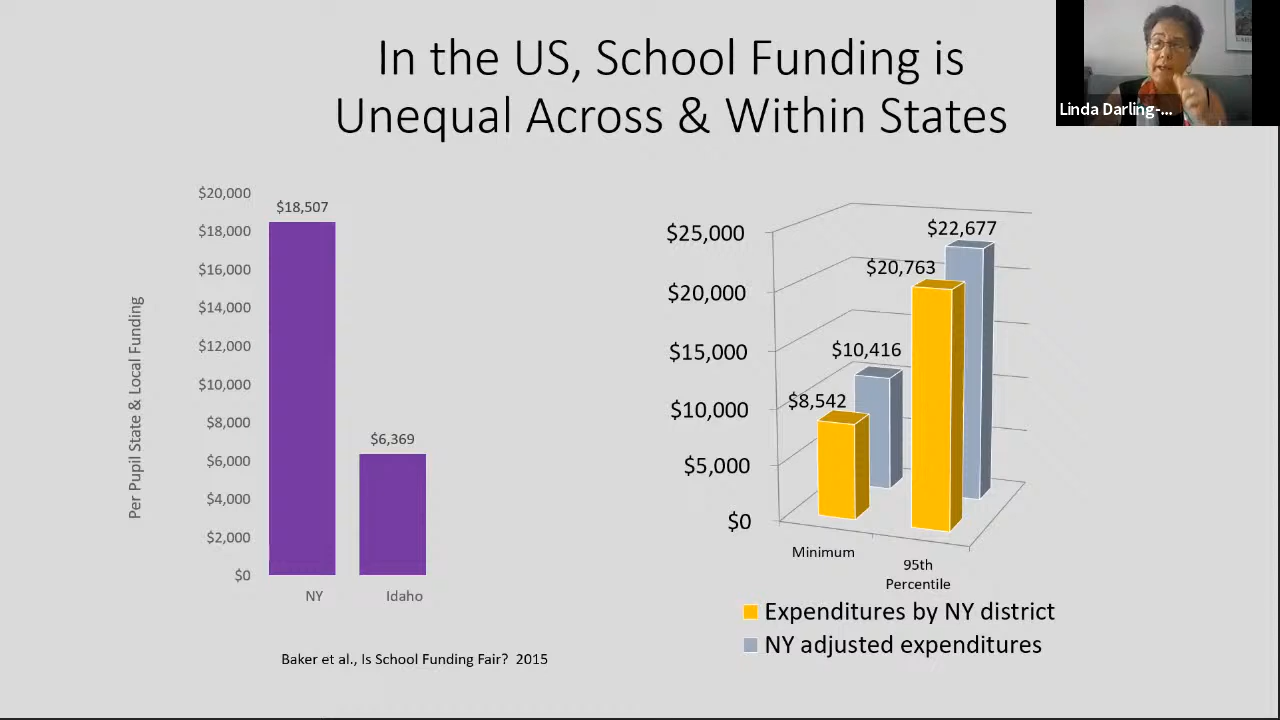 In the US, School Funding is
Unequal Across & Within States
Linda Darling-...
Per Pupil State & Local Funding
$20,000
$18,000
$16,000
$14,000
$12,000
$10,000
$8,000
$6,000
$4,000
$2,000
$0
$18,507
$6,369
NY
Idaho
Baker et al., Is School Funding Fair? 2015
$25,000
$20,000
$15,000
$10,000
$5,000
$0
$8,542
$10,416
$20,763
$22,677
Minimum
95th
Percentile
Expenditures by NY district
NY adjusted expenditures